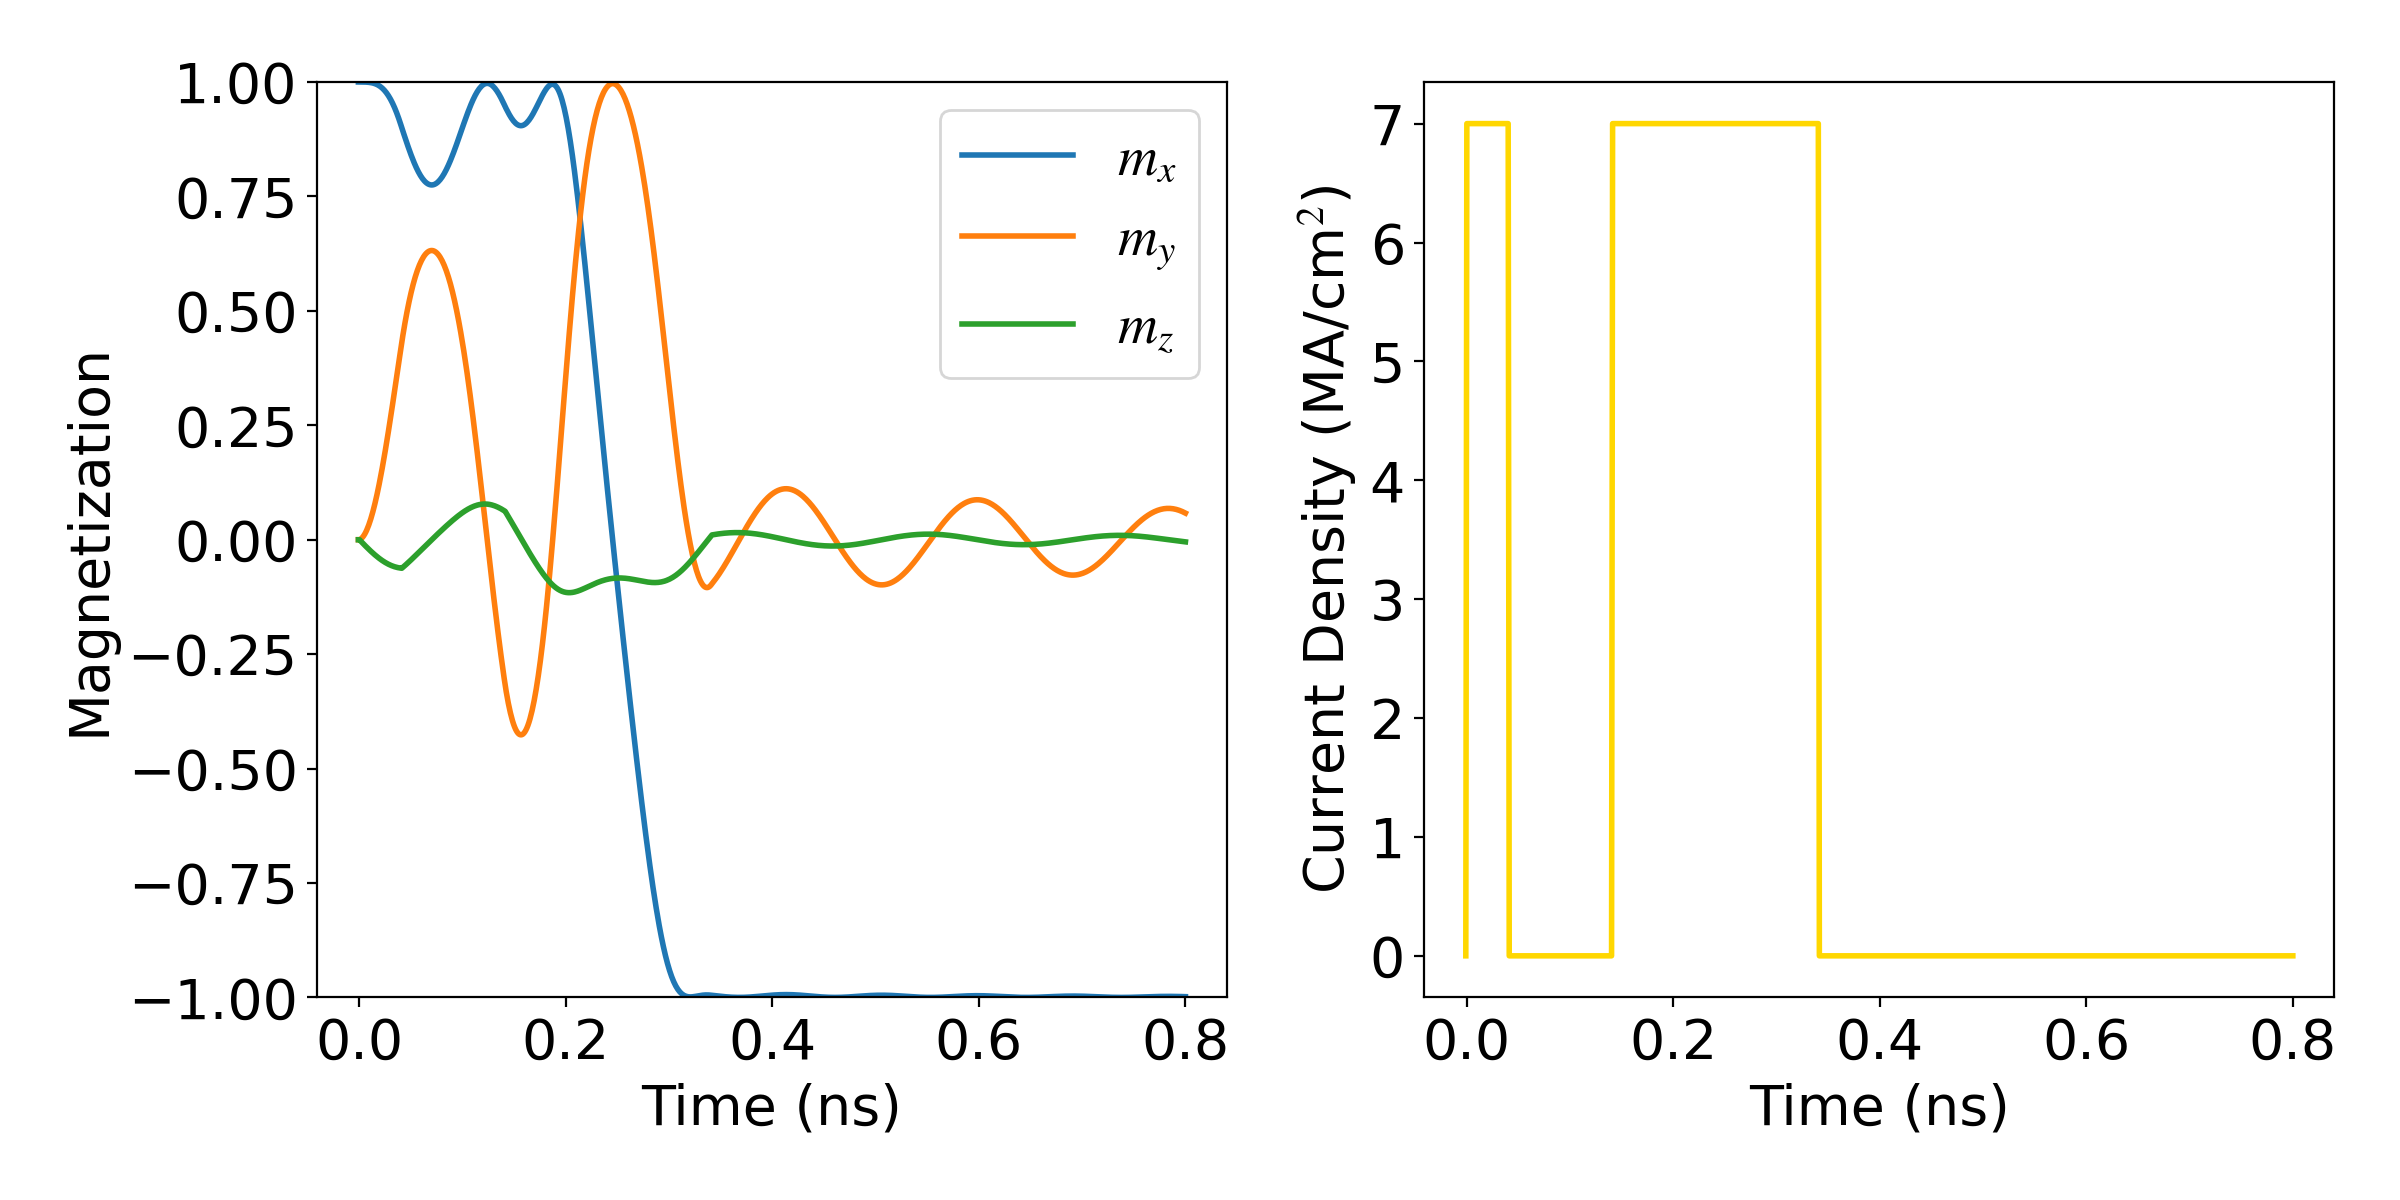 1.00
0.75
0.50
0.25
0.00
−0.25
−0.50
−0.75
−1.00
Magnetization
0.0 0.2 0.4 0.6 0.8
Time (ns)
m_x
m_y
m_z
7
6
5
4
3
2
1
0
Current Density (MA/cm²)
0.0 0.2 0.4 0.6 0.8
Time (ns)